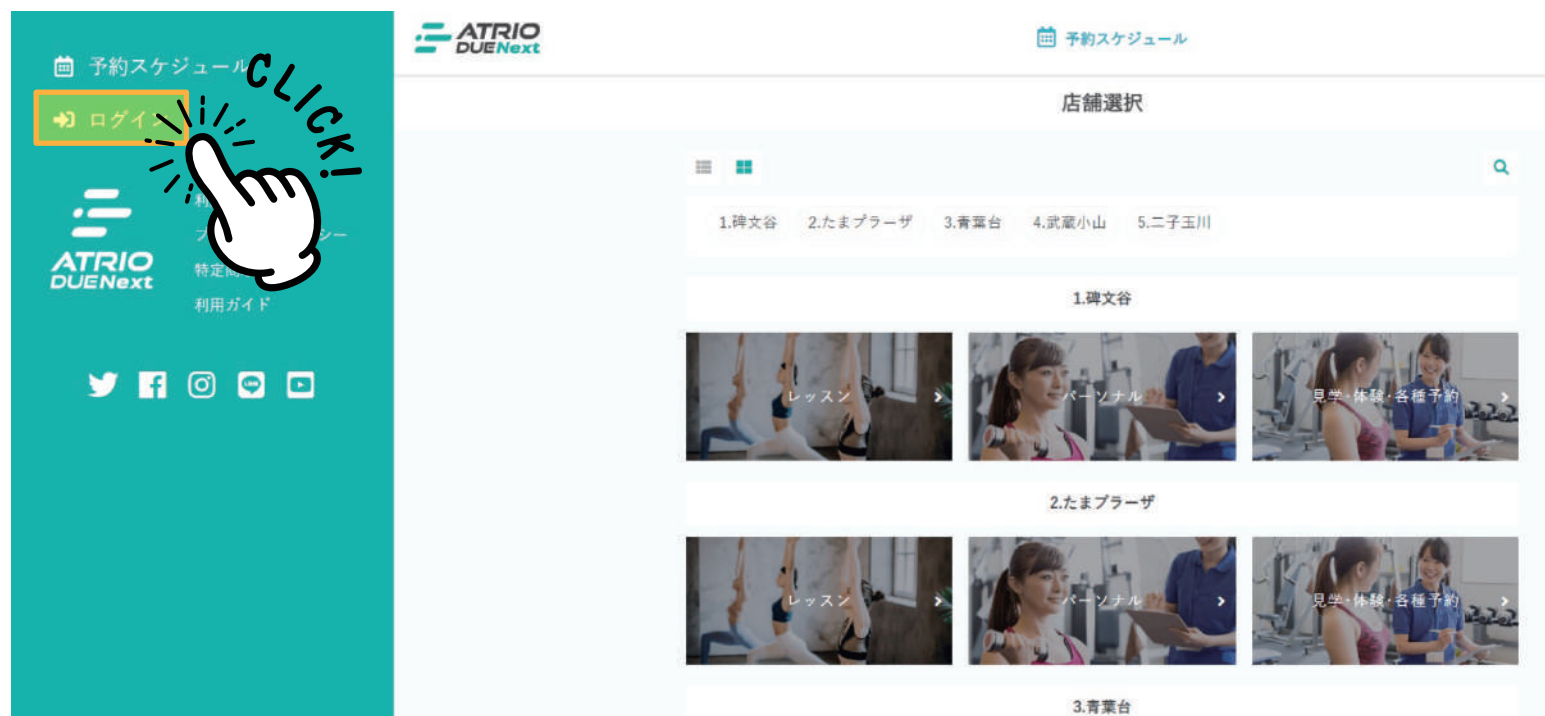 予約スケジュール
ログイン
CLICK!
ATRIO
DUENext
利用ガイド
ATRIO
DUENext
予約スケジュール
店舗選択
1.碑文谷 2.たまプラーザ 3.青葉台 4.武蔵小山 5.二子玉川
1.碑文谷
レッスン
パーソナル
見学・体験・各種予約
2.たまプラーザ
レッスン
パーソナル
見学・体験・各種予約
3.青葉台